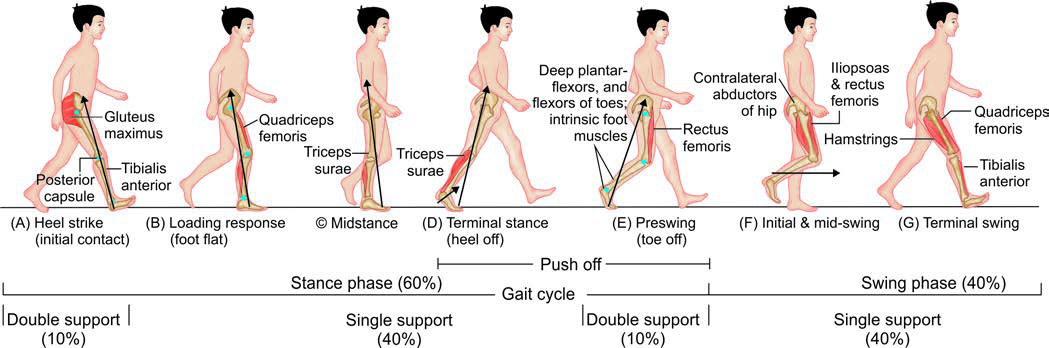 Gluteus
maximus
Posterior
capsule
Tibialis
anterior
(A) Heel strike
(initial contact)
Quadriceps
femoris
(B) Loading response
(foot flat)
Triceps
surae
© Midstance
Triceps
surae
(D) Terminal stance
(heel off)
Deep plantar-
flexors, and
flexors of toes;
intrinsic foot
muscles
Rectus
femoris
(E) Preswing
(toe off)
Contralateral
abductors
of hip
Iliopsoas
& rectus
femoris
(F) Initial & mid-swing
Hamstrings
Quadriceps
femoris
Tibialis
anterior
(G) Terminal swing
Push off
Stance phase (60%)
Swing phase (40%)
Gait cycle
Double support
(10%)
Single support
(40%)
Double support
(10%)
Single support
(40%)